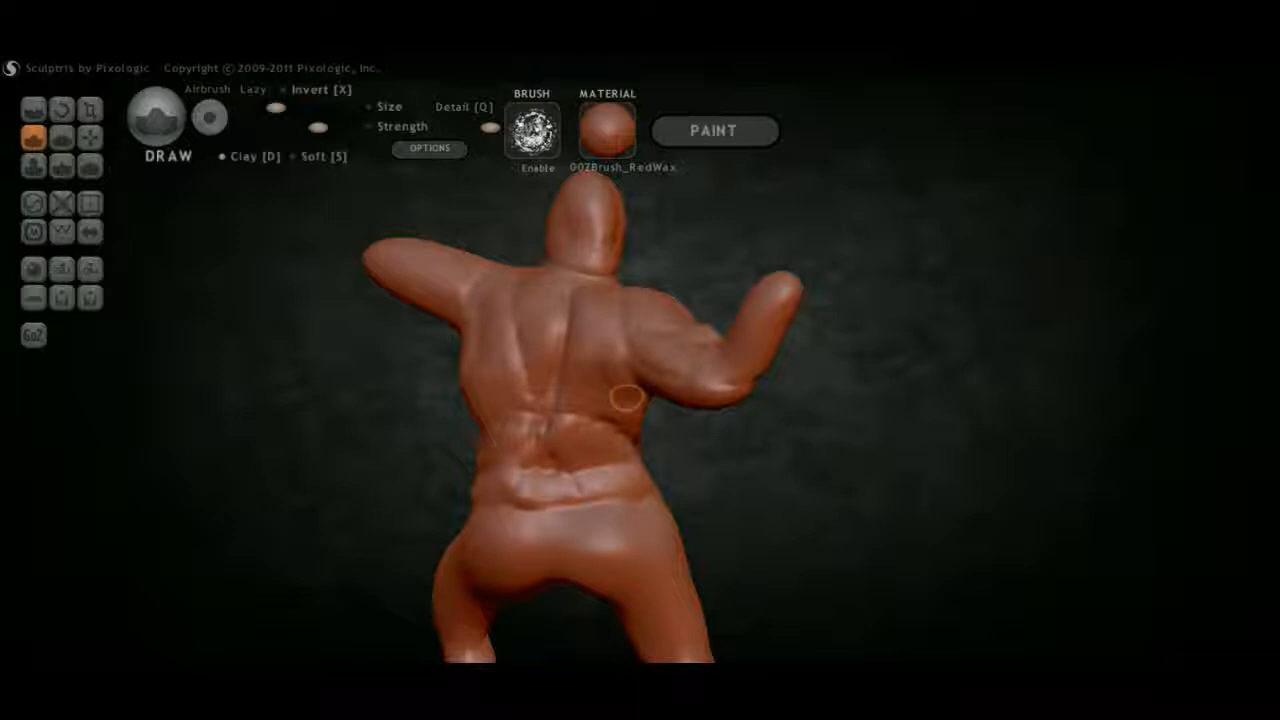 Sculptris by Pixologic   Copyright © 2009-2011 Pixologic, Inc.
Airbrush Lazy Invert [X]
BRUSH MATERIAL
Size Detail [Q]
Strength
PAINT
OPTIONS
DRAW Clay [D] Soft [S]
Enable 00ZBrush_RedWax
GoZ